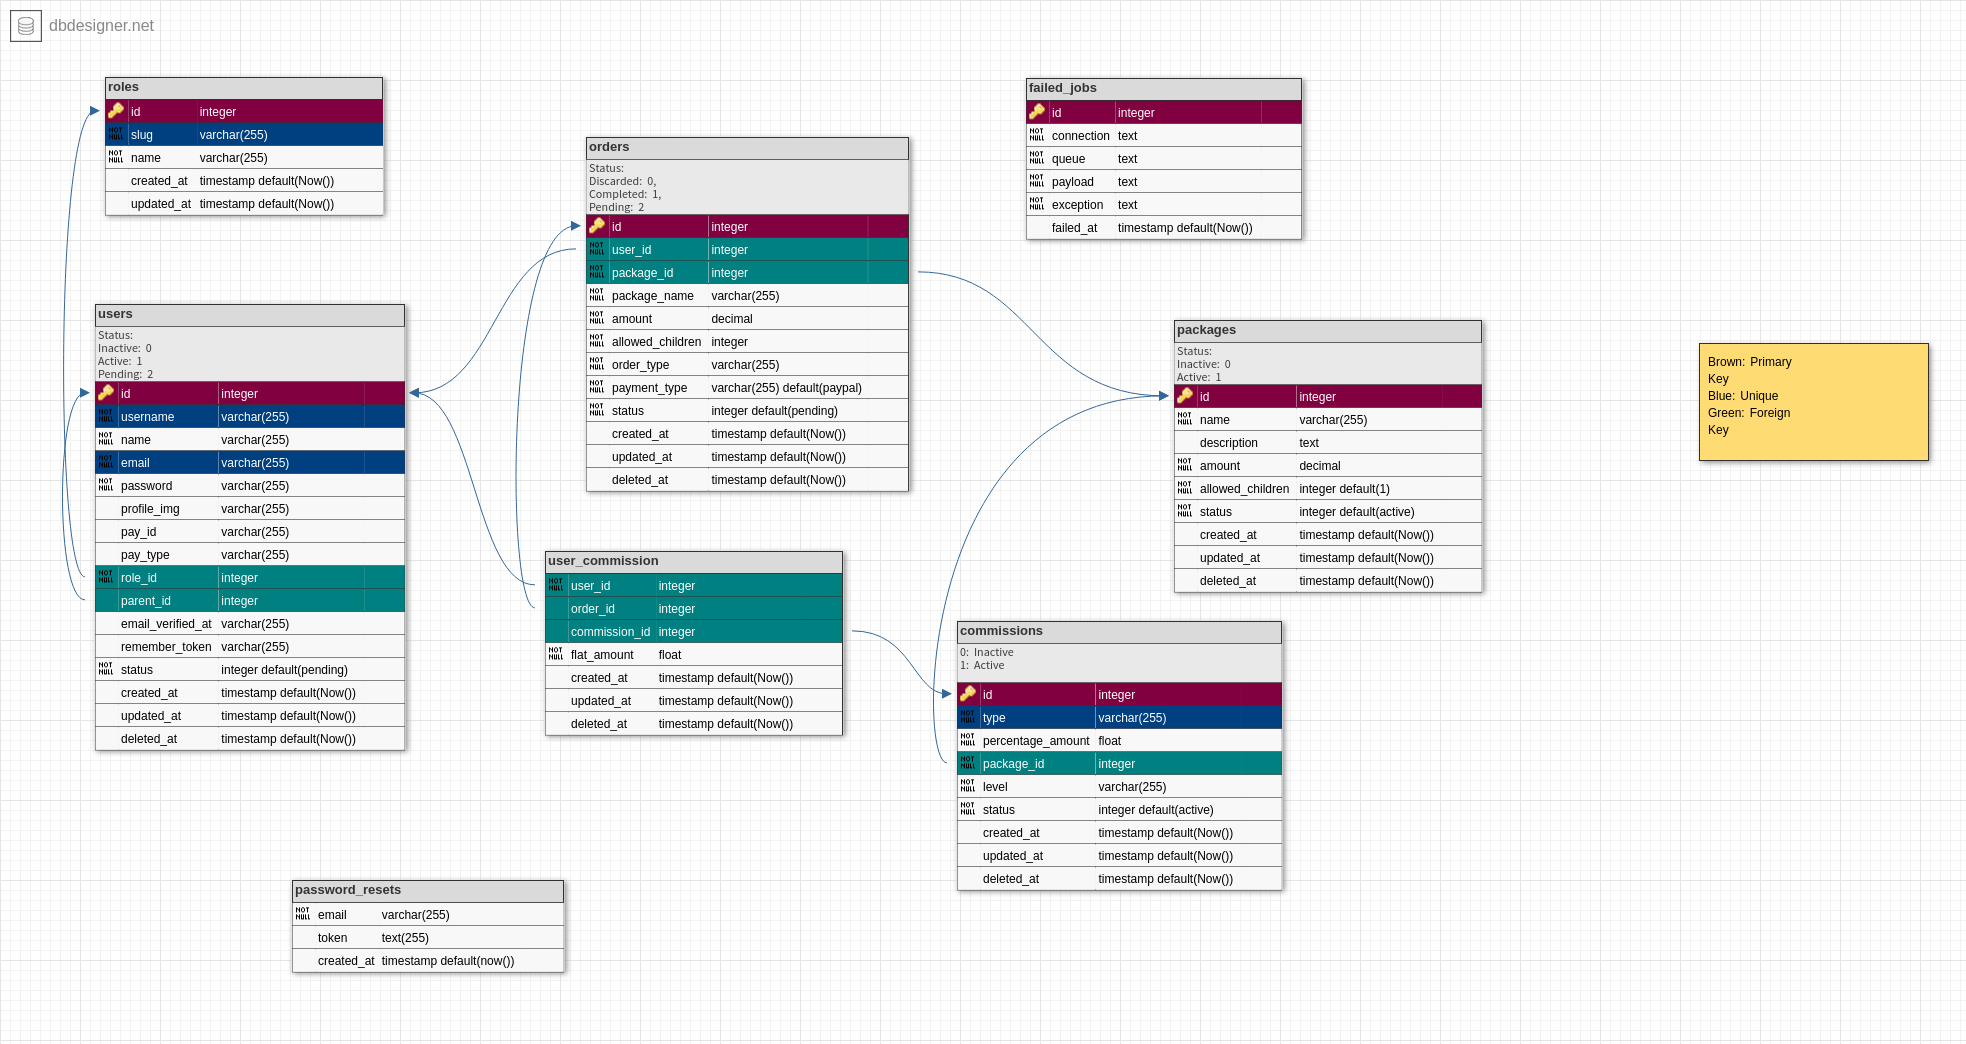 dbdesigner.net
roles
id integer
NOT NULL slug varchar(255)
NOT NULL name varchar(255)
created_at timestamp default(Now())
updated_at timestamp default(Now())
users
Status:
Inactive: 0
Active: 1
Pending: 2
id integer
NOT NULL username varchar(255)
NOT NULL name varchar(255)
NOT NULL email varchar(255)
NOT NULL password varchar(255)
profile_img varchar(255)
pay_id varchar(255)
pay_type varchar(255)
NOT NULL role_id integer
parent_id integer
email_verified_at varchar(255)
remember_token varchar(255)
NOT NULL status integer default(pending)
created_at timestamp default(Now())
updated_at timestamp default(Now())
deleted_at timestamp default(Now())
orders
Status:
Discarded: 0,
Completed: 1,
Pending: 2
id integer
NOT NULL user_id integer
NOT NULL package_id integer
NOT NULL package_name varchar(255)
NOT NULL amount decimal
NOT NULL allowed_children integer
NOT NULL order_type varchar(255)
NOT NULL payment_type varchar(255) default(paypal)
NOT NULL status integer default(pending)
created_at timestamp default(Now())
updated_at timestamp default(Now())
deleted_at timestamp default(Now())
user_commission
NOT NULL user_id integer
order_id integer
commission_id integer
NOT NULL flat_amount float
created_at timestamp default(Now())
updated_at timestamp default(Now())
deleted_at timestamp default(Now())
failed_jobs
id integer
NOT NULL connection text
NOT NULL queue text
NOT NULL payload text
NOT NULL exception text
failed_at timestamp default(Now())
packages
Status:
Inactive: 0
Active: 1
id integer
NOT NULL name varchar(255)
description text
NOT NULL amount decimal
NOT NULL allowed_children integer default(1)
NOT NULL status integer default(active)
created_at timestamp default(Now())
updated_at timestamp default(Now())
deleted_at timestamp default(Now())
commissions
0: Inactive
1: Active
id integer
NOT NULL type varchar(255)
NOT NULL percentage_amount float
NOT NULL package_id integer
NOT NULL level varchar(255)
NOT NULL status integer default(active)
created_at timestamp default(Now())
updated_at timestamp default(Now())
deleted_at timestamp default(Now())
Brown: Primary
Key
Blue: Unique
Green: Foreign
Key
password_resets
NOT NULL email varchar(255)
token text(255)
created_at timestamp default(now())